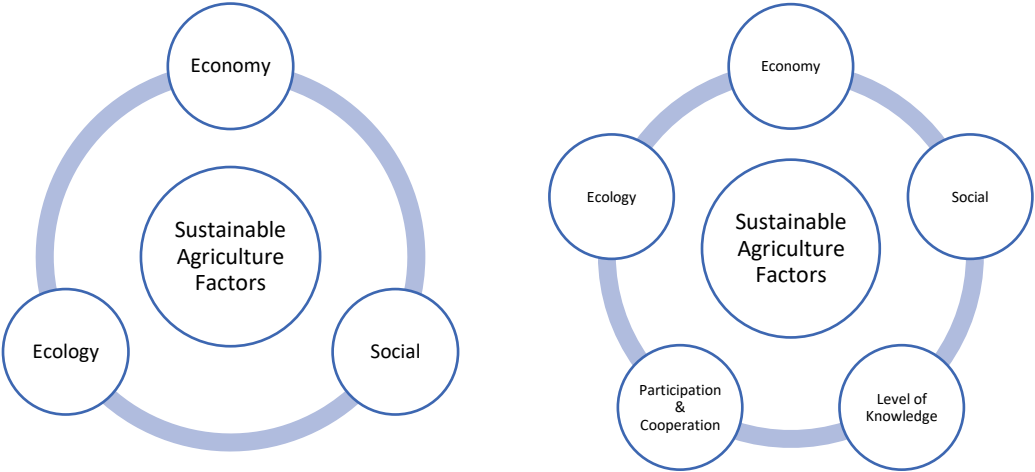 Economy
Sustainable
Agriculture
Factors
Ecology
Social
Economy
Ecology
Social
Sustainable
Agriculture
Factors
Participation
&
Cooperation
Level of
Knowledge